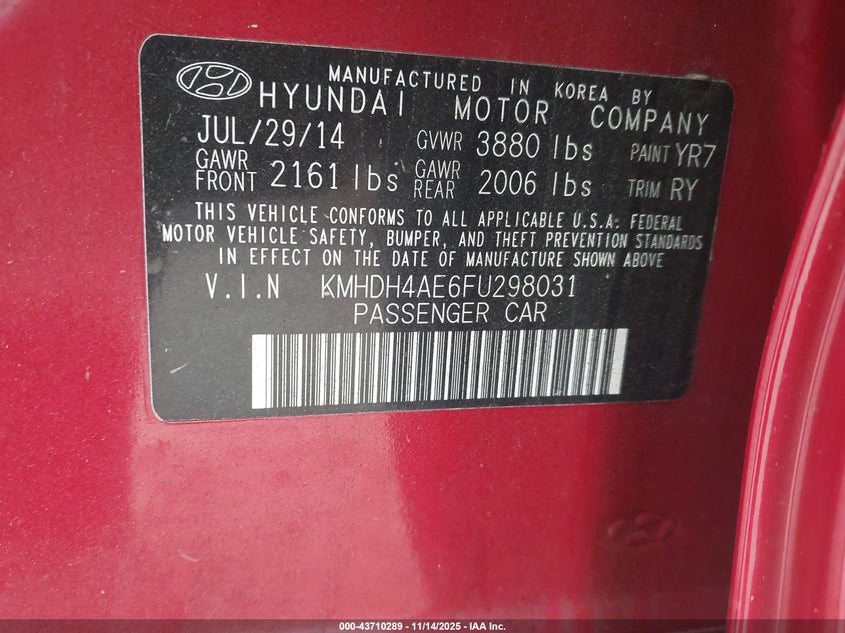 MANUFACTURED IN KOREA BY
HYUNDAI MOTOR COMPANY
JUL/29/14 GVWR 3880 lbs PAINT YR7
GAWR FRONT 2161 lbs GAWR REAR 2006 lbs TRIM RY
THIS VEHICLE CONFORMS TO ALL APPLICABLE U.S.A. FEDERAL
MOTOR VEHICLE SAFETY, BUMPER, AND THEFT PREVENTION STANDARDS
IN EFFECT ON THE DATE OF MANUFACTURE SHOWN ABOVE
V.I.N KMHDH4AE6FU298031
PASSENGER CAR
000-43710289 - 11/14/2025 - IAA Inc.